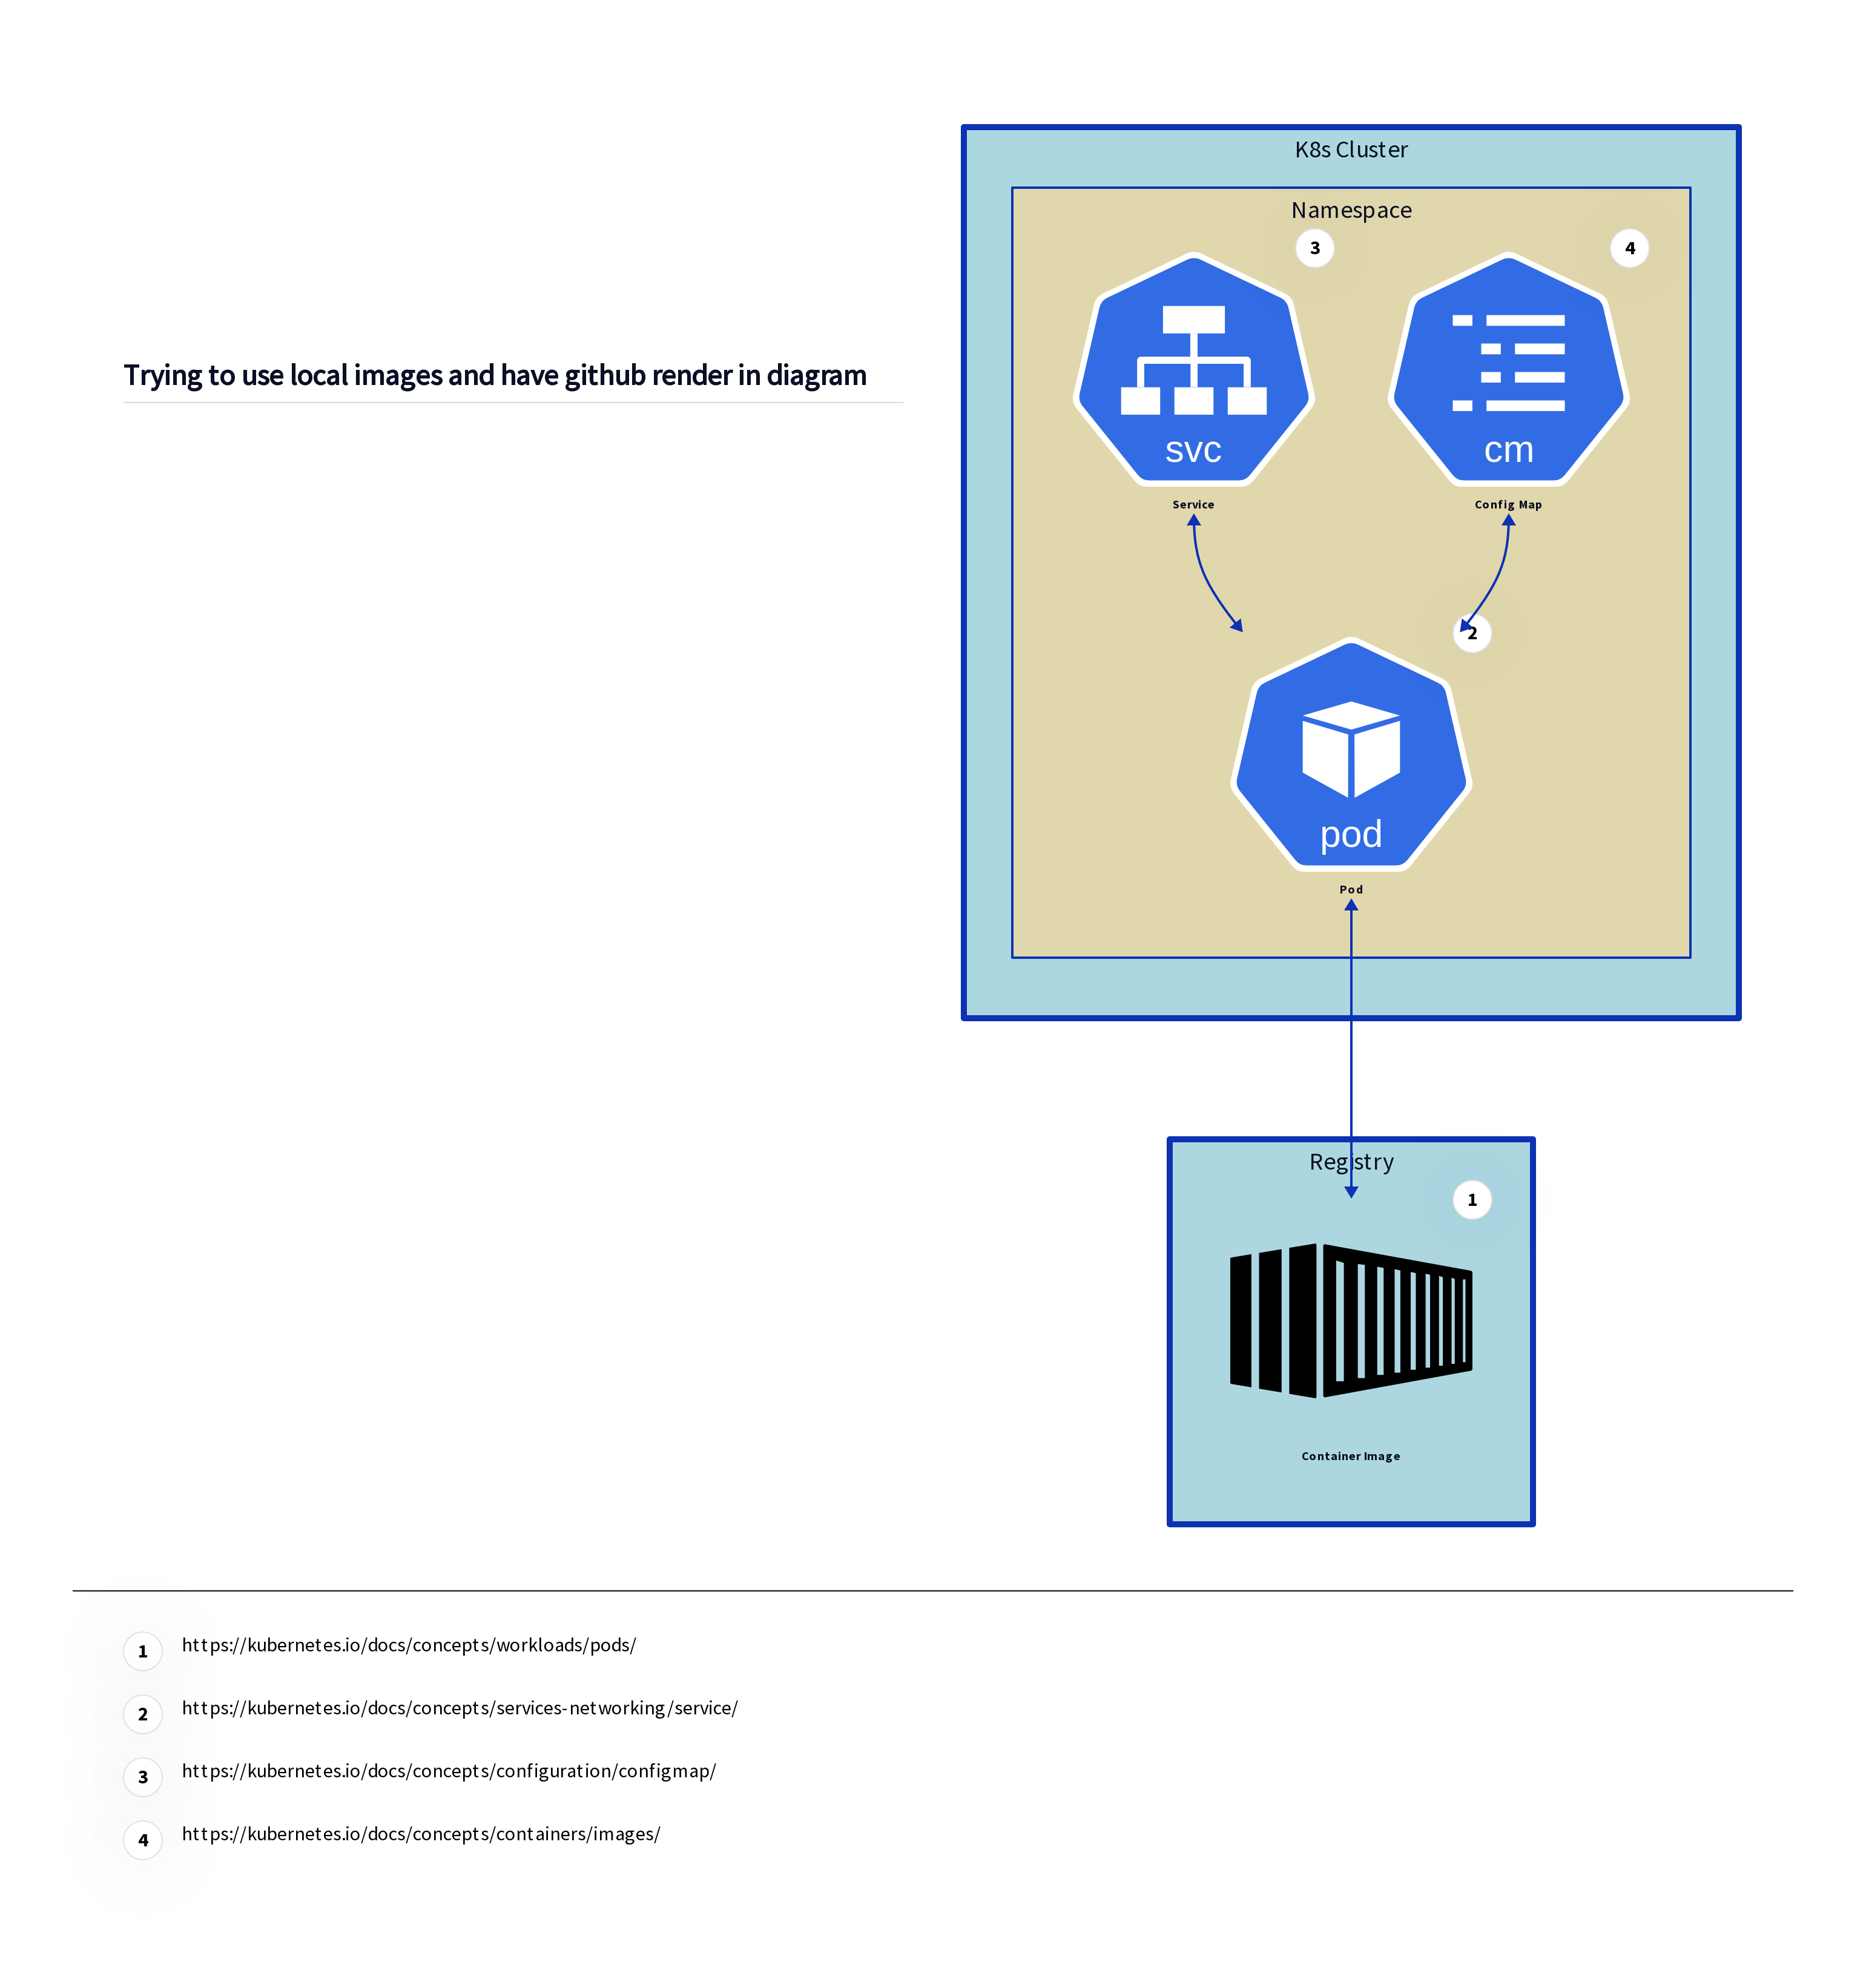 K8s Cluster
Namespace
3
4
Trying to use local images and have github render in diagram
svc
cm
Service
Config Map
2
pod
Pod
Registry
1
Container Image
1
https://kubernetes.io/docs/concepts/workloads/pods/
2
https://kubernetes.io/docs/concepts/services-networking/service/
3
https://kubernetes.io/docs/concepts/configuration/configmap/
4
https://kubernetes.io/docs/concepts/containers/images/